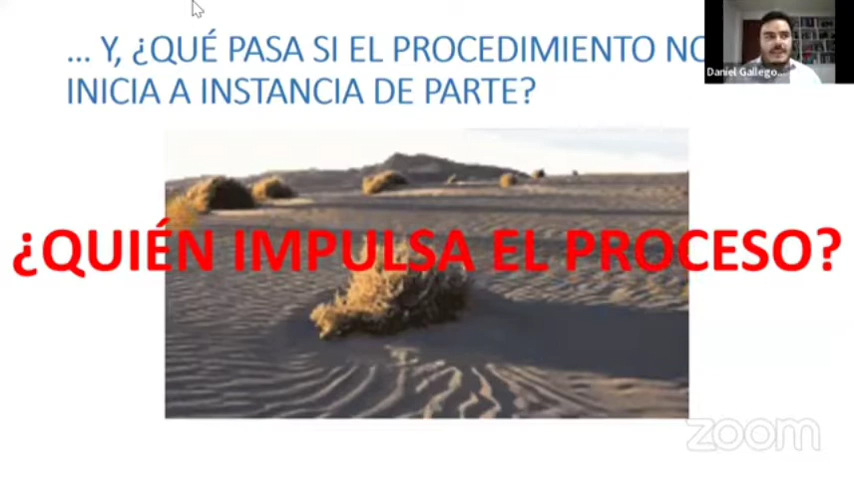 ... Y, ¿QUÉ PASA SI EL PROCEDIMIENTO NO
INICIA A INSTANCIA DE PARTE?
Daniel Gallego...
¿QUIÉN IMPULSA EL PROCESO?
zoom